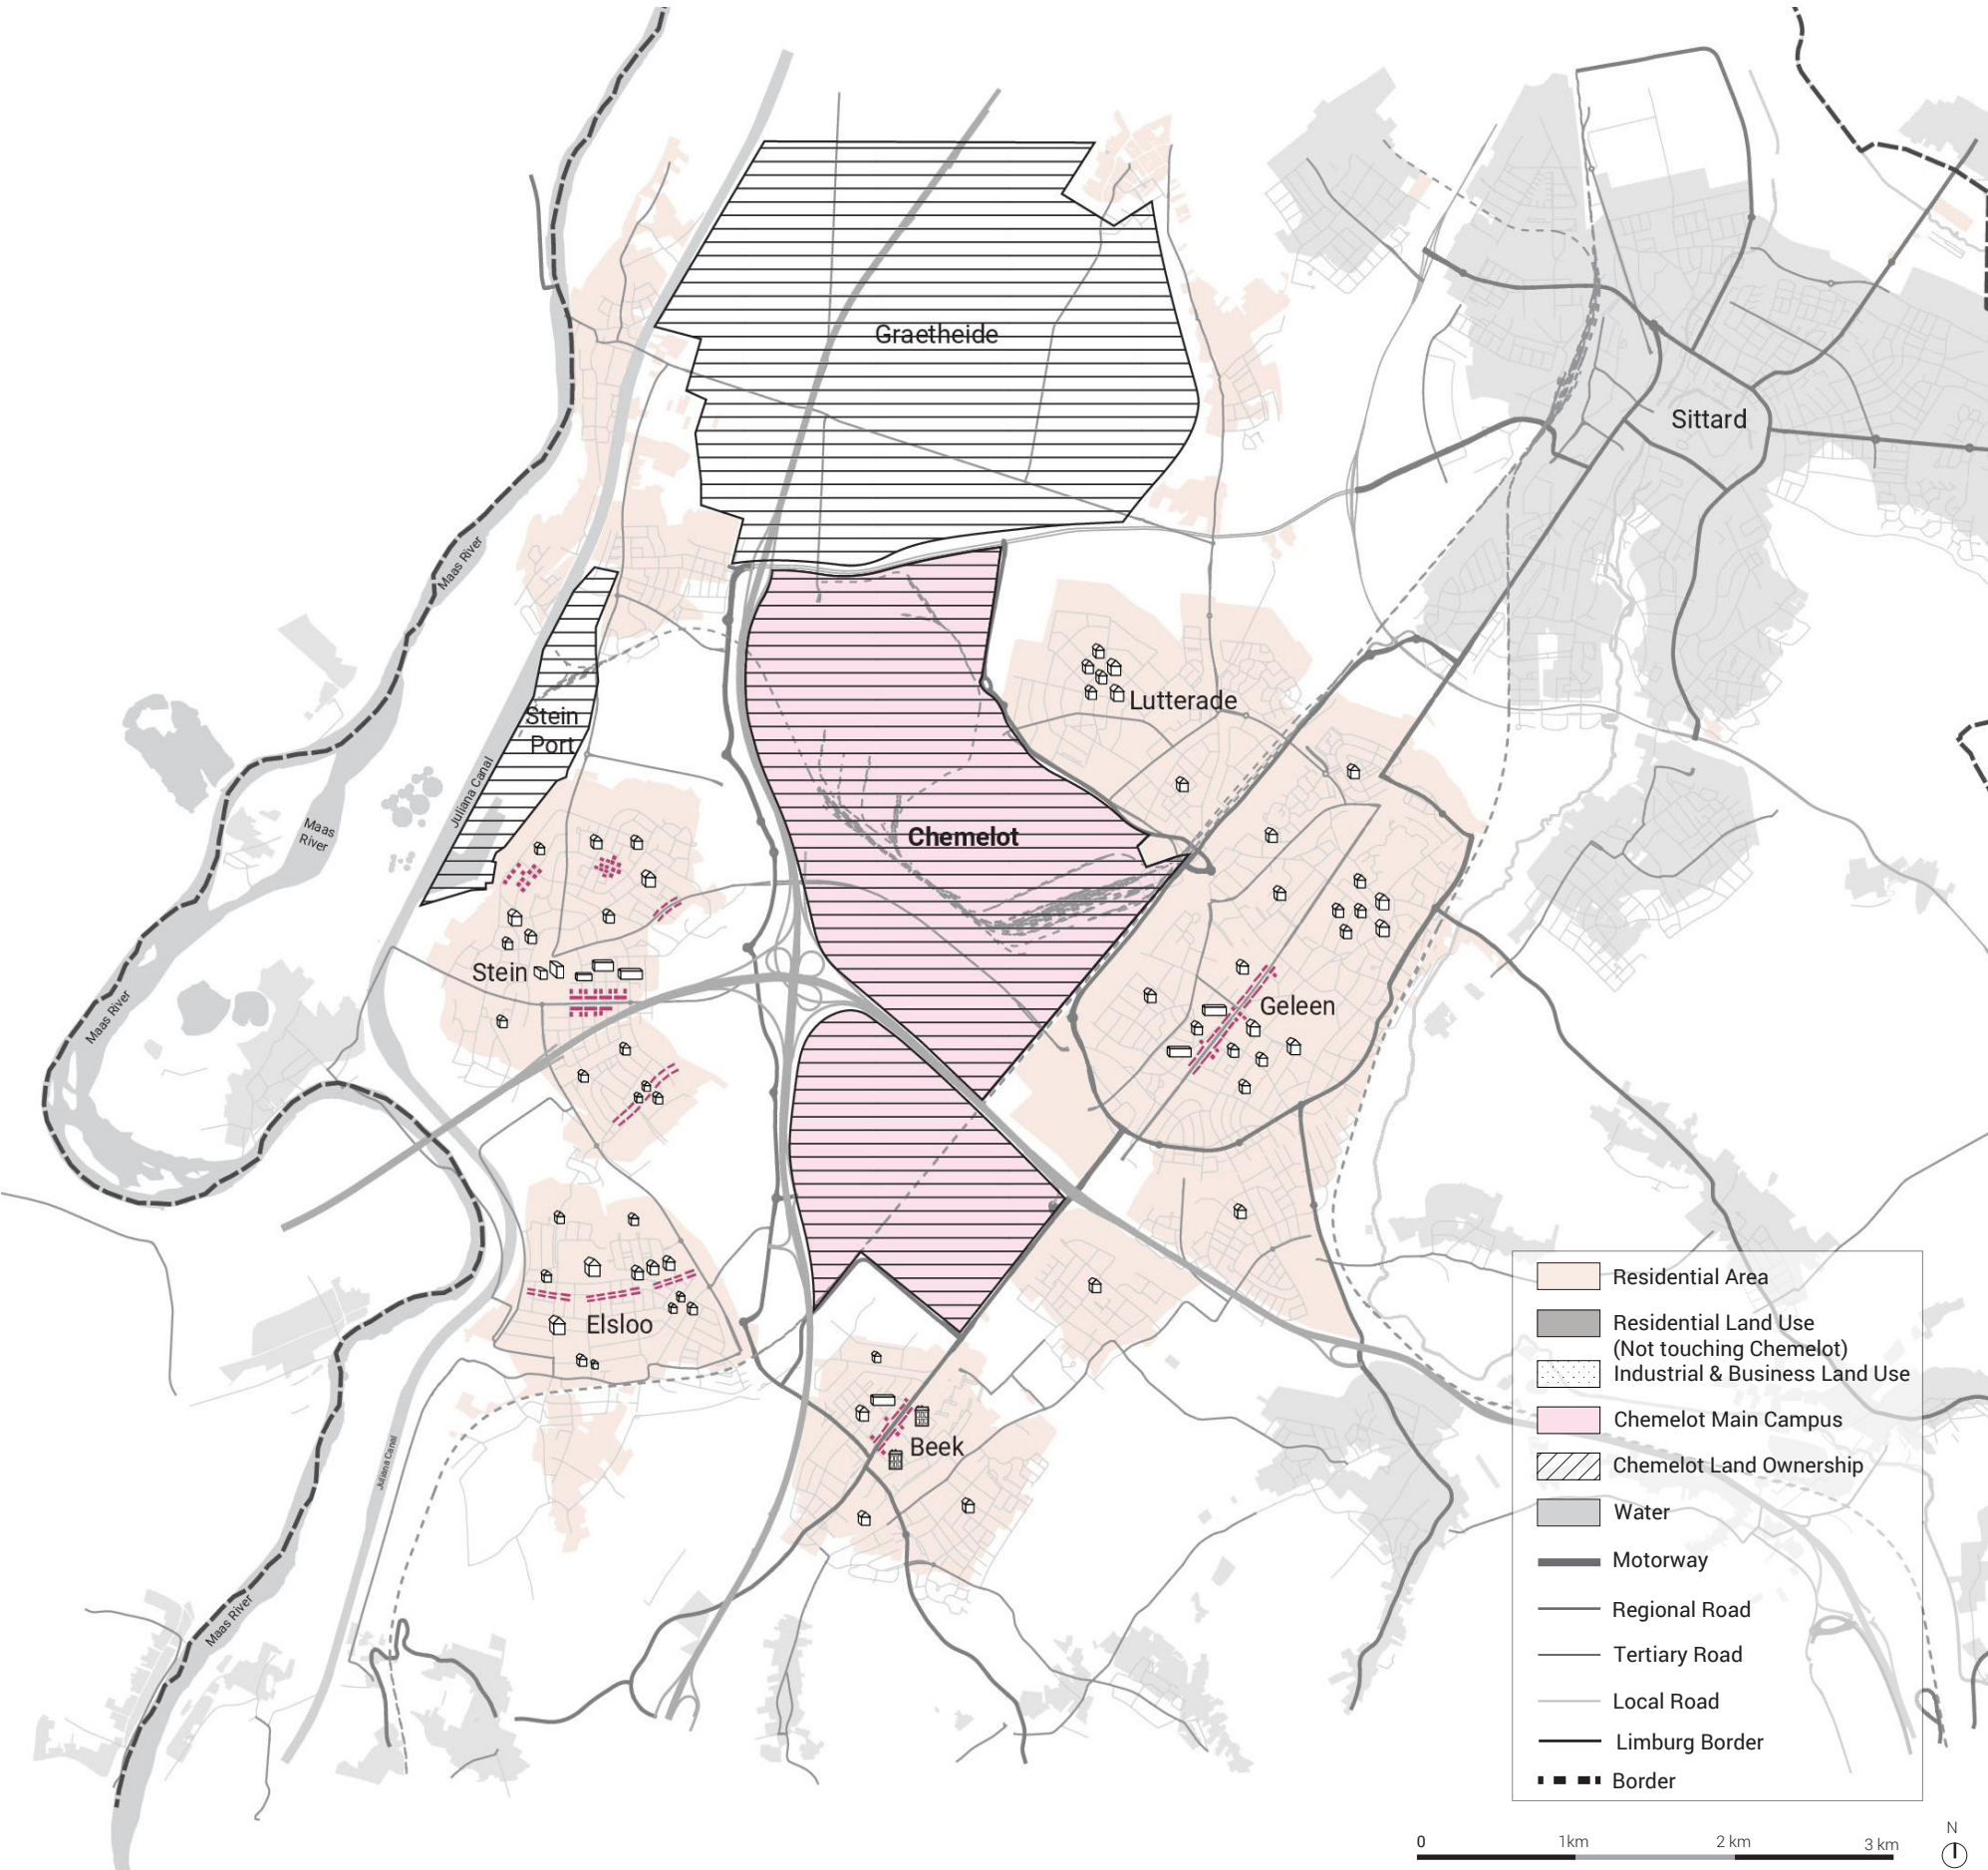 Graetheide
Sittard
Maas River
Lutterade
Stein
Port
Juliana Canal
Maas
River
Chemelot
Stein
Geleen
Maas River
Elsloo
Beek
Juliana Canal
Maas River
Residential Area
Residential Land Use
(Not touching Chemelot)
Industrial & Business Land Use
Chemelot Main Campus
Chemelot Land Ownership
Water
Motorway
Regional Road
Tertiary Road
Local Road
Limburg Border
Border
0 1km 2 km 3 km
N